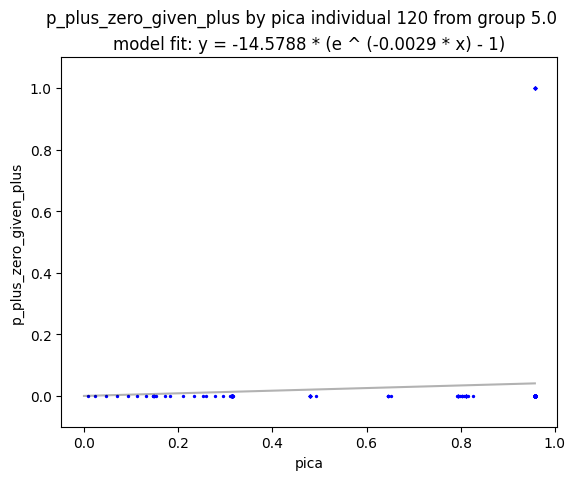 p_plus_zero_given_plus by pica individual 120 from group 5.0
model fit: y = -14.5788 * (e ^ (-0.0029 * x) - 1)
1.0
0.8
0.6
0.4
0.2
0.0
p_plus_zero_given_plus
0.0 0.2 0.4 0.6 0.8 1.0
pica